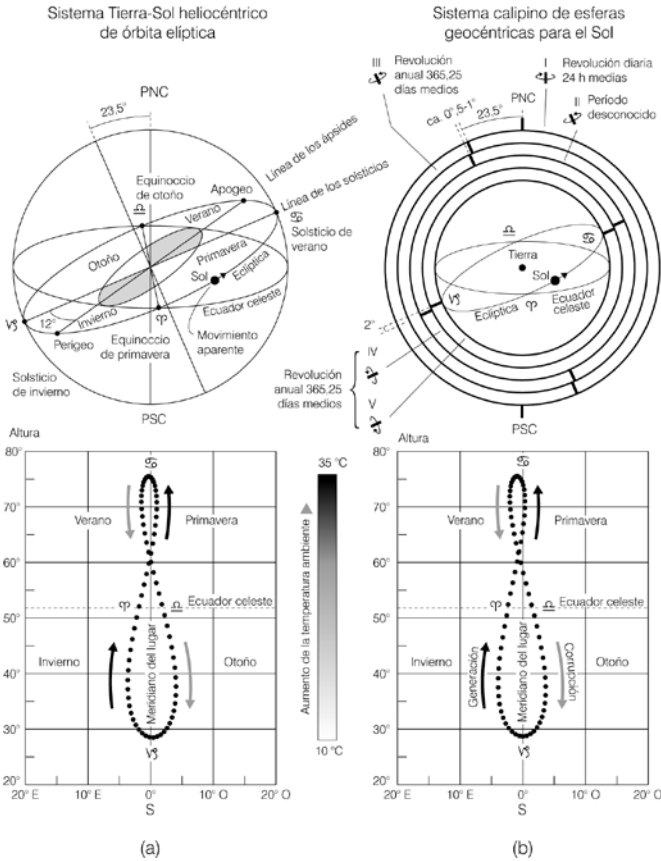 Sistema Tierra-Sol heliocéntrico
de órbita elíptica
PNC
23,5°
Línea de los ápsides
Equinoccio
de otoño
♎
Apogeo
Línea de los solsticios
♋
Solsticio
de verano
Verano
Otoño
Primavera
Sol
Eclíptica
Ecuador celeste
♑
12°
Invierno
♈
Perigeo
Equinoccio
de primavera
Movimiento
aparente
Solsticio
de invierno
PSC
Sistema calipino de esferas
geocéntricas para el Sol
III
Revolución
anual 365,25
días medios
I
Revolución diaria
24 h medias
PNC
II
Período
desconocido
ca. 0°,5-1°
23,5°
♎
♋
Tierra
Sol
♑
Eclíptica
♈
Ecuador
celeste
2°
IV
Revolución
anual 365,25
días medios
V
PSC
Altura
80°
70°
60°
50°
40°
30°
20°
♋
Verano
Primavera
♈
♎
Ecuador celeste
Invierno
Meridiano del lugar
Otoño
♑
20° E
10°
0°
10°
20° O
S
(a)
35 °C
Aumento de la temperatura ambiente
10 °C
Altura
80°
70°
60°
50°
40°
30°
20°
♋
Verano
Primavera
♈
♎
Ecuador celeste
Invierno
Generación
Meridiano del lugar
Corrupción
Otoño
♑
20° E
10°
0°
10°
20° O
S
(b)